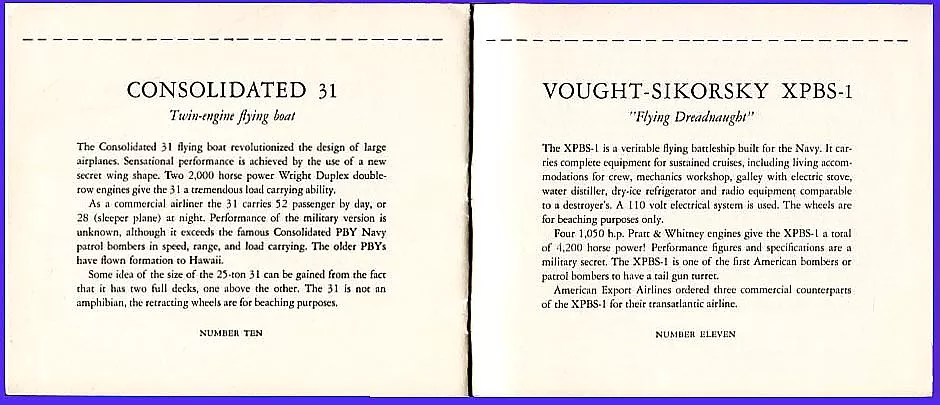 CONSOLIDATED 31
Twin-engine flying boat
The Consolidated 31 flying boat revolutionized the design of large
airplanes. Sensational performance is achieved by the use of a new
secret wing shape. Two 2,000 horse power Wright Duplex double-
row engines give the 31 a tremendous load carrying ability.
As a commercial airliner the 31 carries 52 passenger by day, or
28 (sleeper plane) at night. Performance of the military version is
unknown, although it exceeds the famous Consolidated PBY Navy
patrol bombers in speed, range, and load carrying. The older PBYs
have flown formation to Hawaii.
Some idea of the size of the 25-ton 31 can be gained from the fact
that it has two full decks, one above the other. The 31 is not an
amphibian, the retracting wheels are for beaching purposes.
NUMBER TEN
VOUGHT-SIKORSKY XPBS-1
"Flying Dreadnaught"
The XPBS-1 is a veritable flying battleship built for the Navy. It car-
ries complete equipment for sustained cruises, including living accom-
modations for crew, mechanics workshop, galley with electric stove,
water distiller, dry-ice refrigerator and radio equipment comparable
to a destroyer's. A 110 volt electrical system is used. The wheels are
for beaching purposes only.
Four 1,050 h.p. Pratt & Whitney engines give the XPBS-1 a total
of 4,200 horse power! Performance figures and specifications are a
military secret. The XPBS-1 is one of the first American bombers or
patrol bombers to have a tail gun turret.
American Export Airlines ordered three commercial counterparts
of the XPBS-1 for their transatlantic airline.
NUMBER ELEVEN